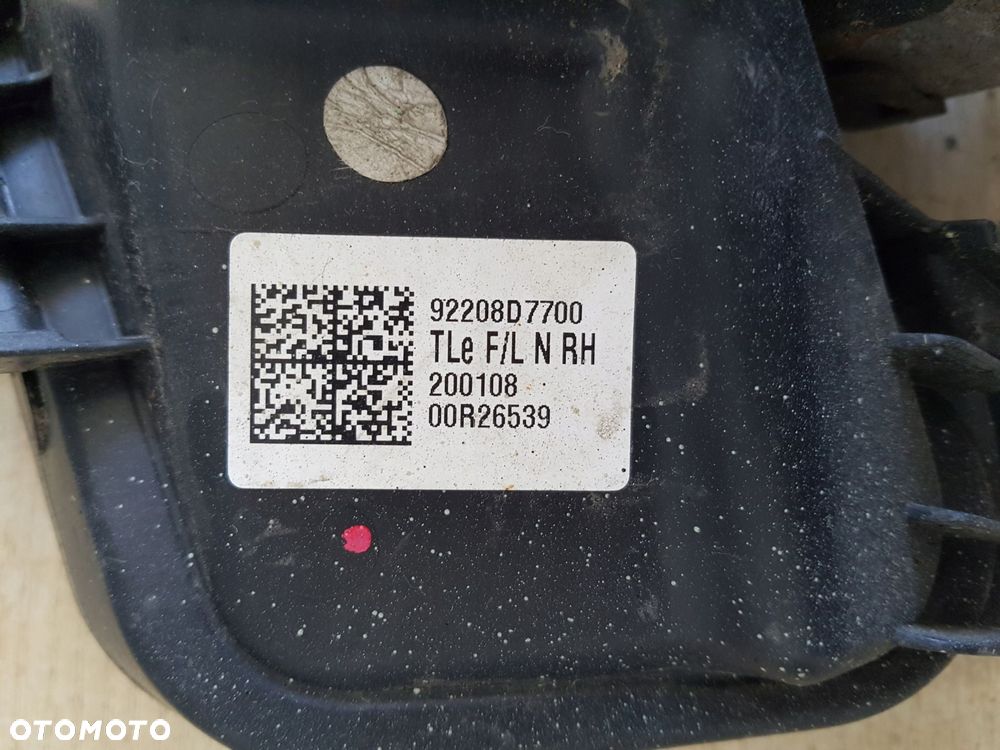 92208D7700
TLe F/L N RH
200108
00R26539
OTOMOTO